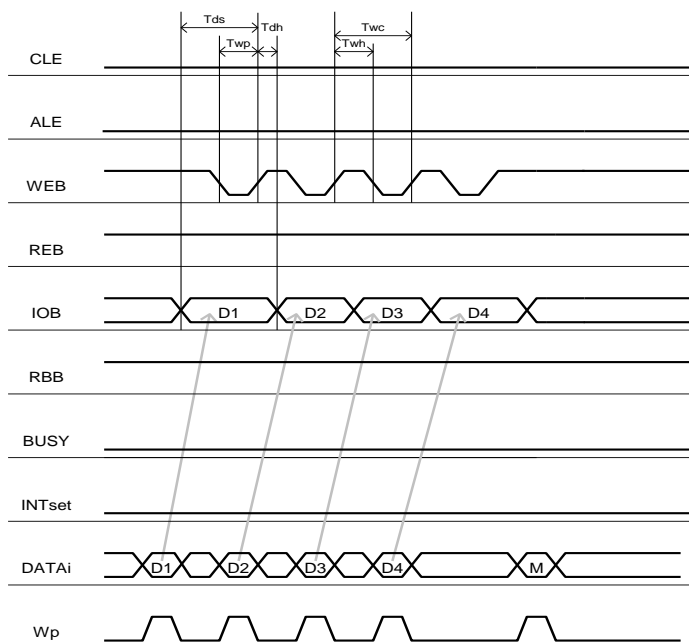 Tds
Tdh
Twp
Twc
Twh
CLE
ALE
WEB
REB
IOB D1 D2 D3 D4
RBB
BUSY
INTset
DATAi D1 D2 D3 D4 M
Wp